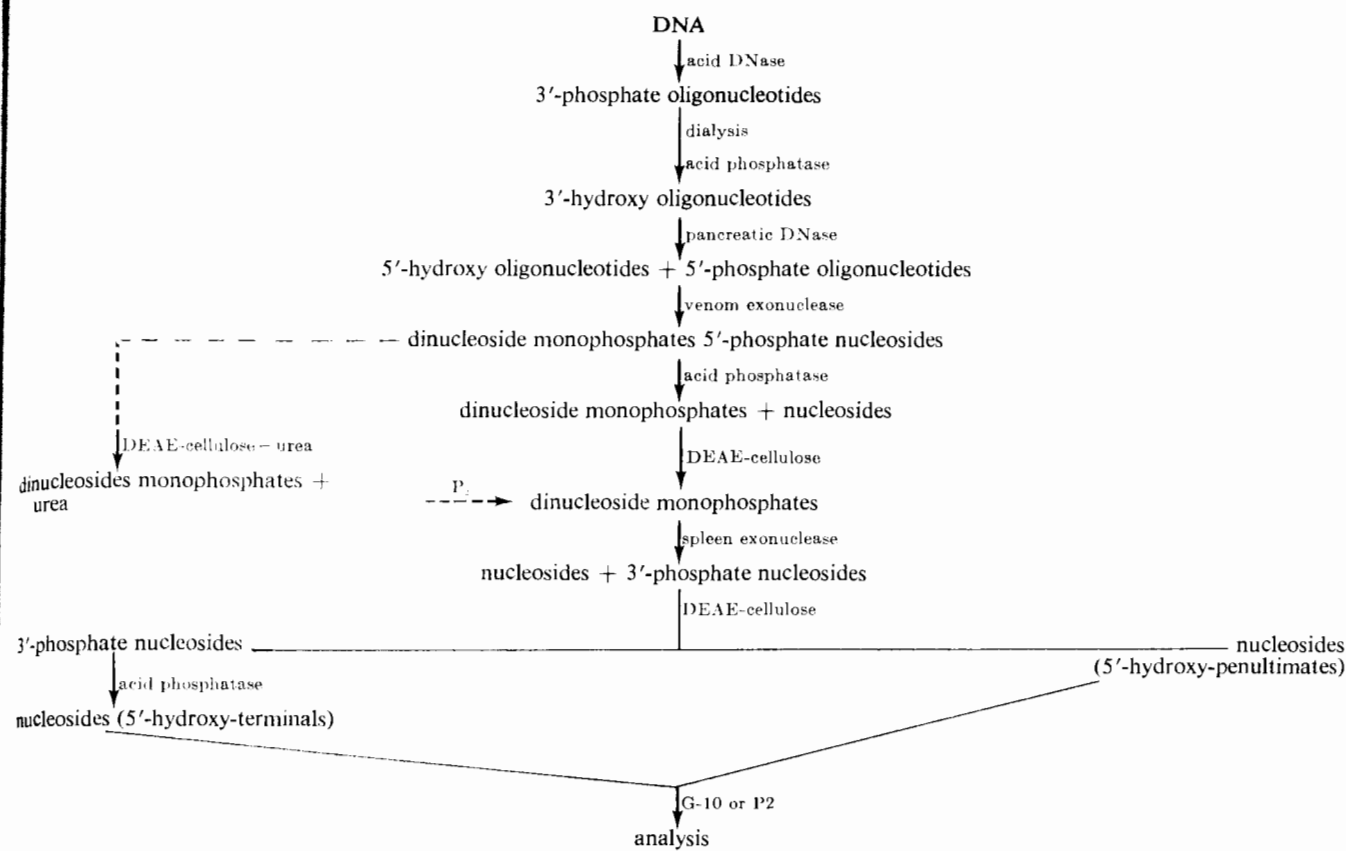 DNA
acid DNase
3′-phosphate oligonucleotides
dialysis
acid phosphatase
3′-hydroxy oligonucleotides
pancreatic DNase
5′-hydroxy oligonucleotides + 5′-phosphate oligonucleotides
venom exonuclease
dinucleoside monophosphates 5′-phosphate nucleosides
acid phosphatase
dinucleoside monophosphates + nucleosides
DEAE-cellulose – urea
DEAE-cellulose
dinucleosides monophosphates +
urea
dinucleoside monophosphates
spleen exonuclease
nucleosides + 3′-phosphate nucleosides
DEAE-cellulose
3′-phosphate nucleosides
nucleosides
(5′-hydroxy-penultimates)
acid phosphatase
nucleosides (5′-hydroxy-terminals)
G-10 or P2
analysis